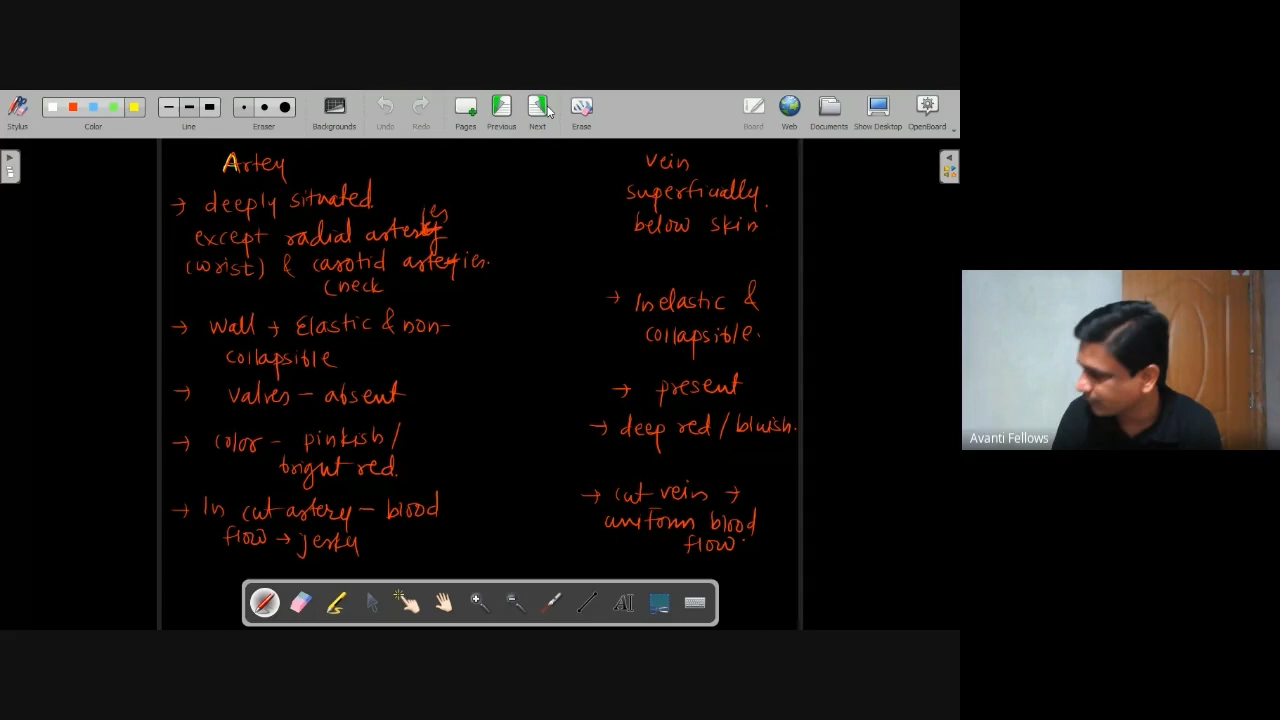 Stylus
Color
Line
Eraser
Backgrounds
Undo
Redo
Pages
Previous
Next
Erase
Board
Web
Documents
Show Desktop
OpenBoard
Artey
→ deeply situated.
except radial arteries
(wrist) & carotid arteries.
(neck
→ wall → Elastic & non-
collapsible
→ valves - absent
→ color - pinkish /
bright red.
→ In cut artery - blood
flow → jerky
vein
superficially.
below skin
→ Inelastic &
collapsible.
→ present
→ deep red / bluish.
→ cut vein →
uniform blood
flow.
AI
Avanti Fellows